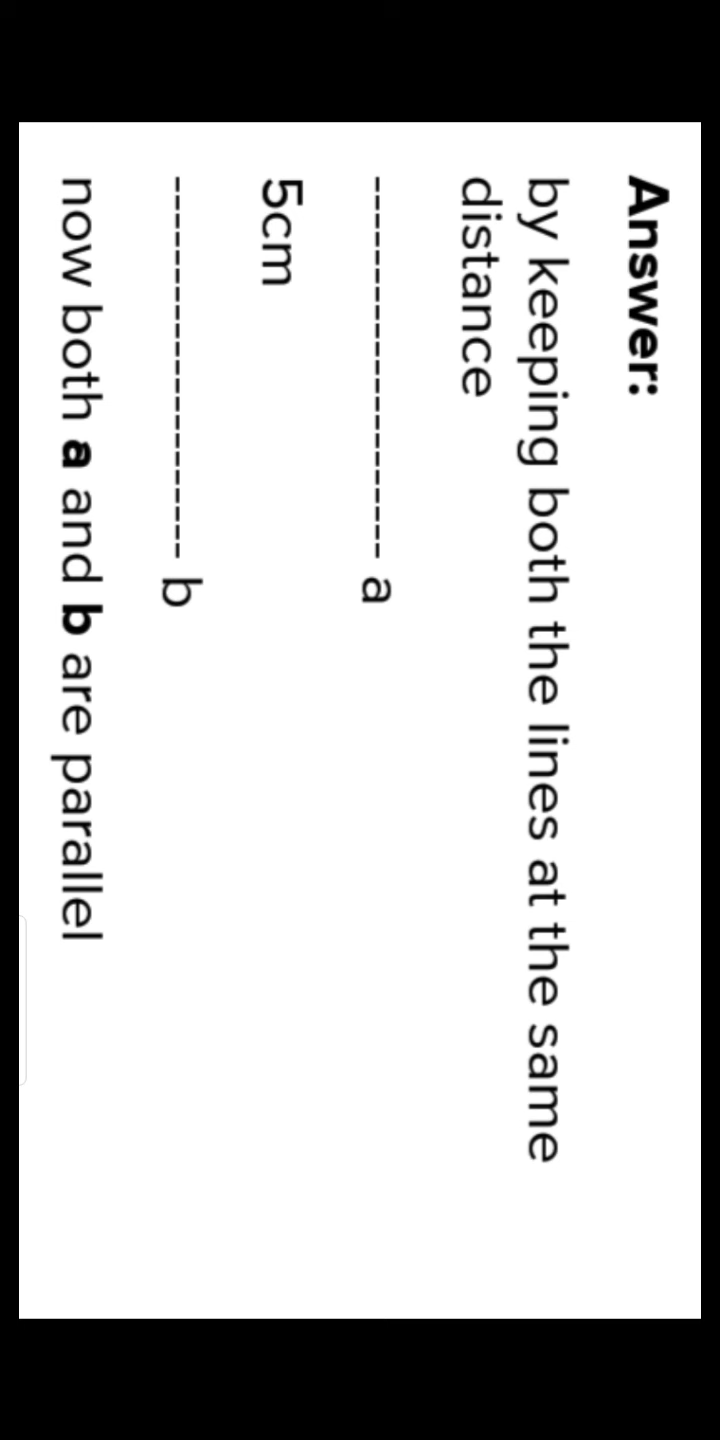 Answer:
by keeping both the lines at the same
distance
--------------------- a
5cm
--------------------- b
now both a and b are parallel